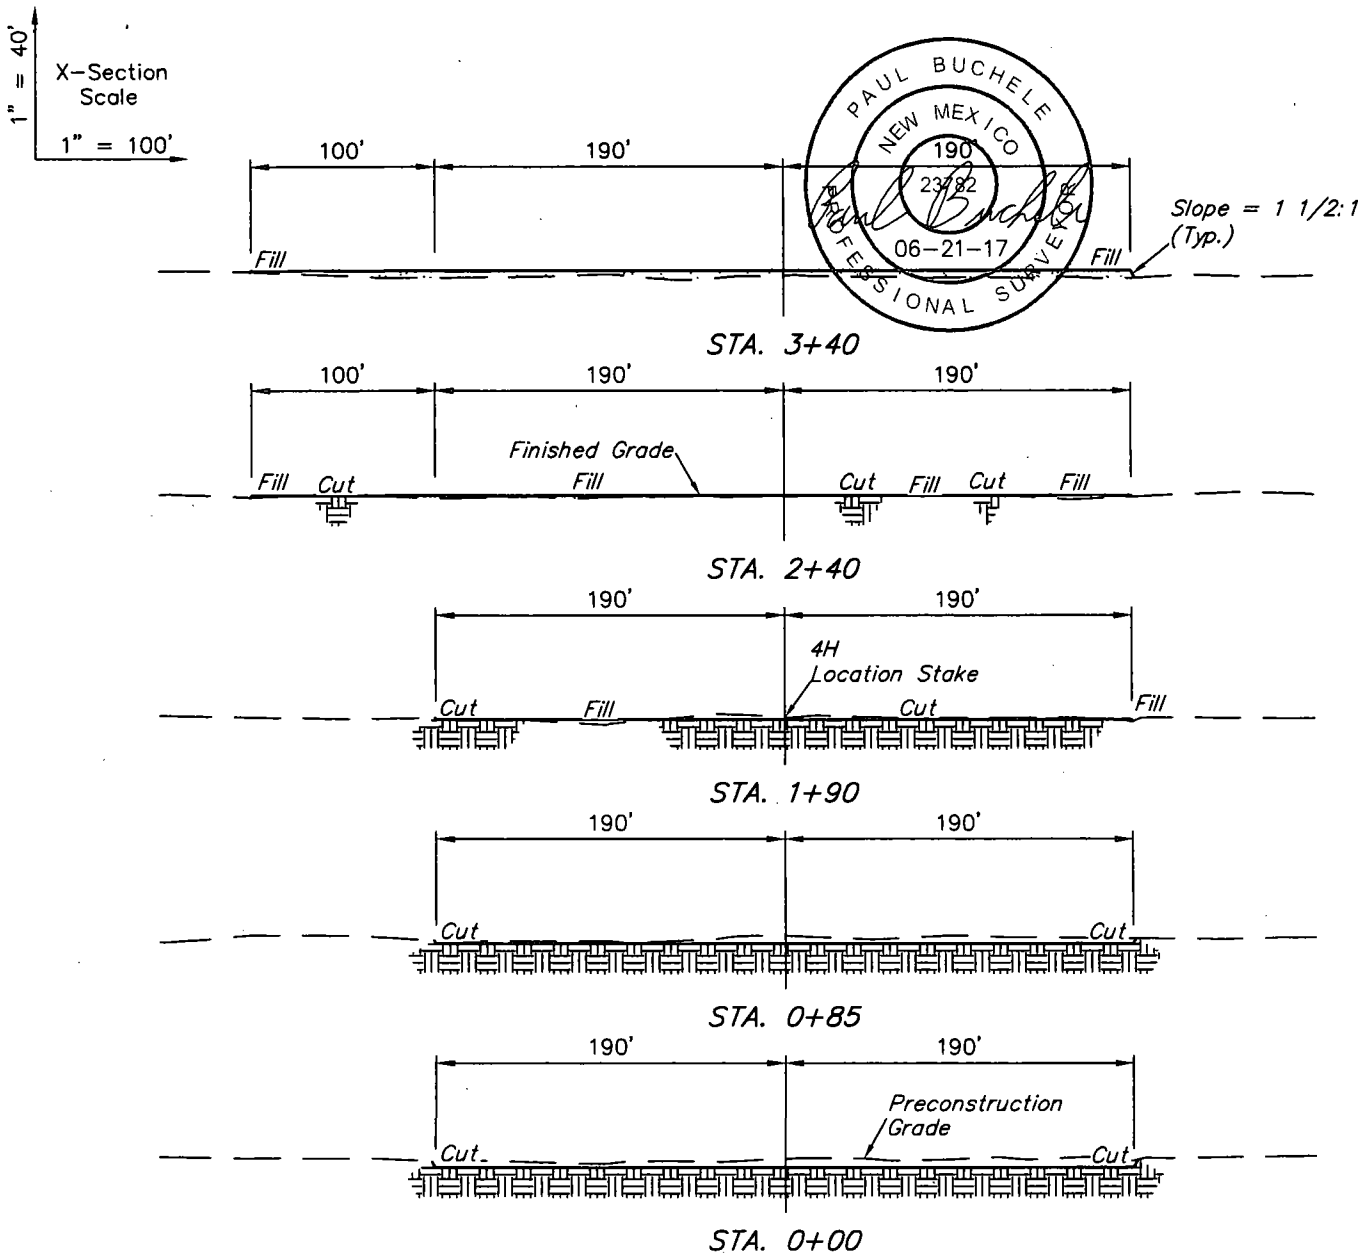 1" = 40'
X-Section
Scale
1" = 100'
PAUL BUCHELE
NEW MEXICO
23782
06-21-17
PROFESSIONAL SURVEYOR
Paul Buchele
100' 190' 190'
Slope = 1 1/2:1
(Typ.)
Fill Fill
STA. 3+40
100' 190' 190'
Finished Grade
Fill Cut Fill Cut Fill Cut Fill
STA. 2+40
190' 190'
4H
Location Stake
Cut Fill Cut Fill
STA. 1+90
190' 190'
Cut Cut
STA. 0+85
190' 190'
Preconstruction
Grade
Cut Cut
STA. 0+00